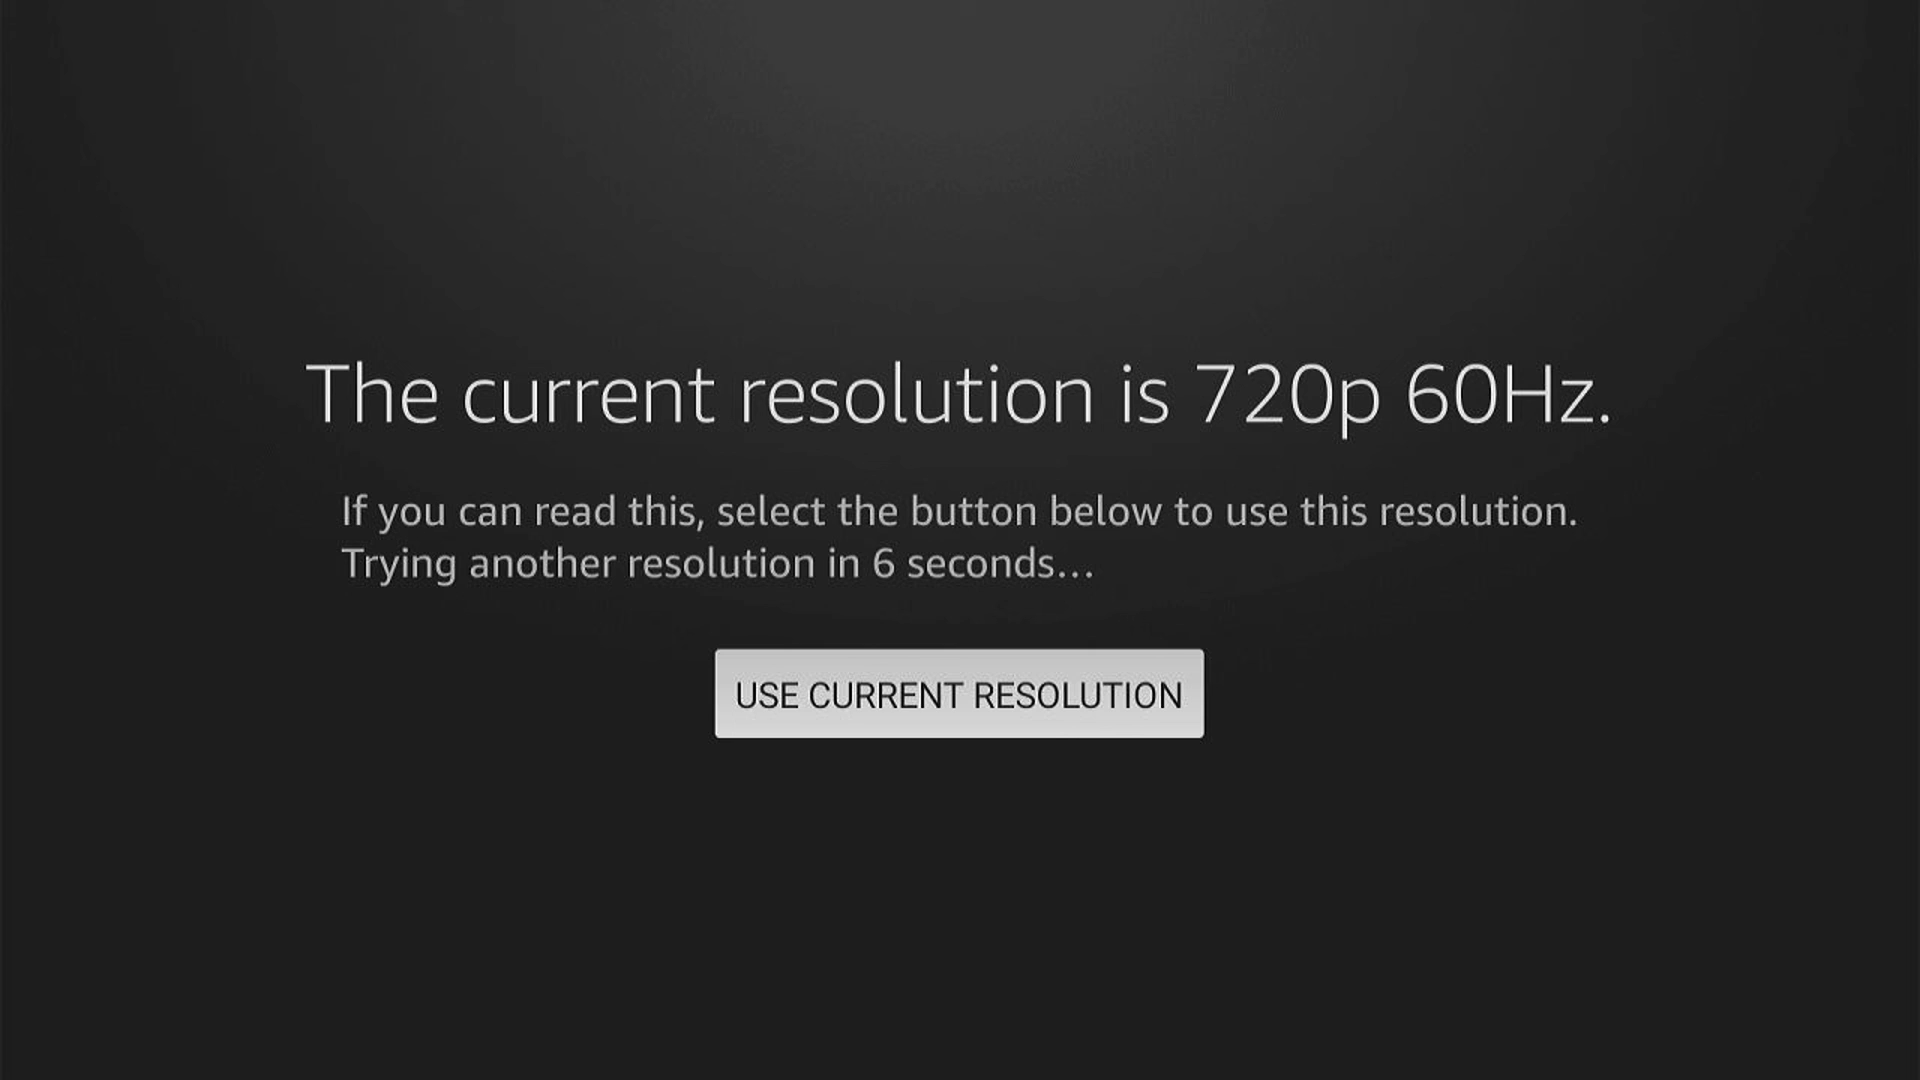 The current resolution is 720p 60Hz.
If you can read this, select the button below to use this resolution.
Trying another resolution in 6 seconds...
USE CURRENT RESOLUTION